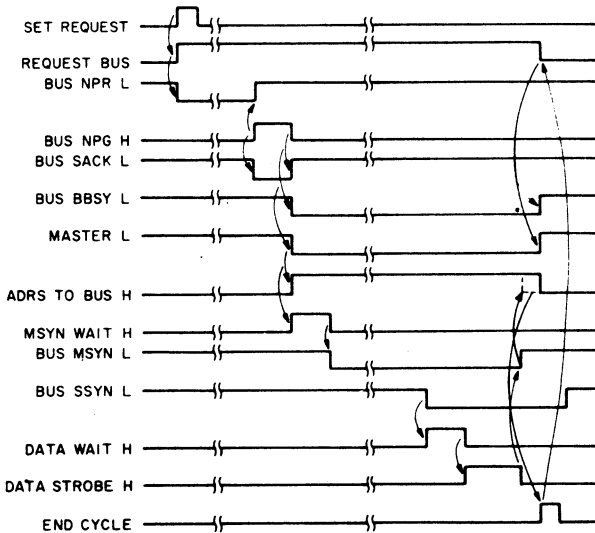 SET REQUEST
REQUEST BUS
BUS NPR L
BUS NPG H
BUS SACK L
BUS BBSY L
MASTER L
ADRS TO BUS H
MSYN WAIT H
BUS MSYN L
BUS SSYN L
DATA WAIT H
DATA STROBE H
END CYCLE